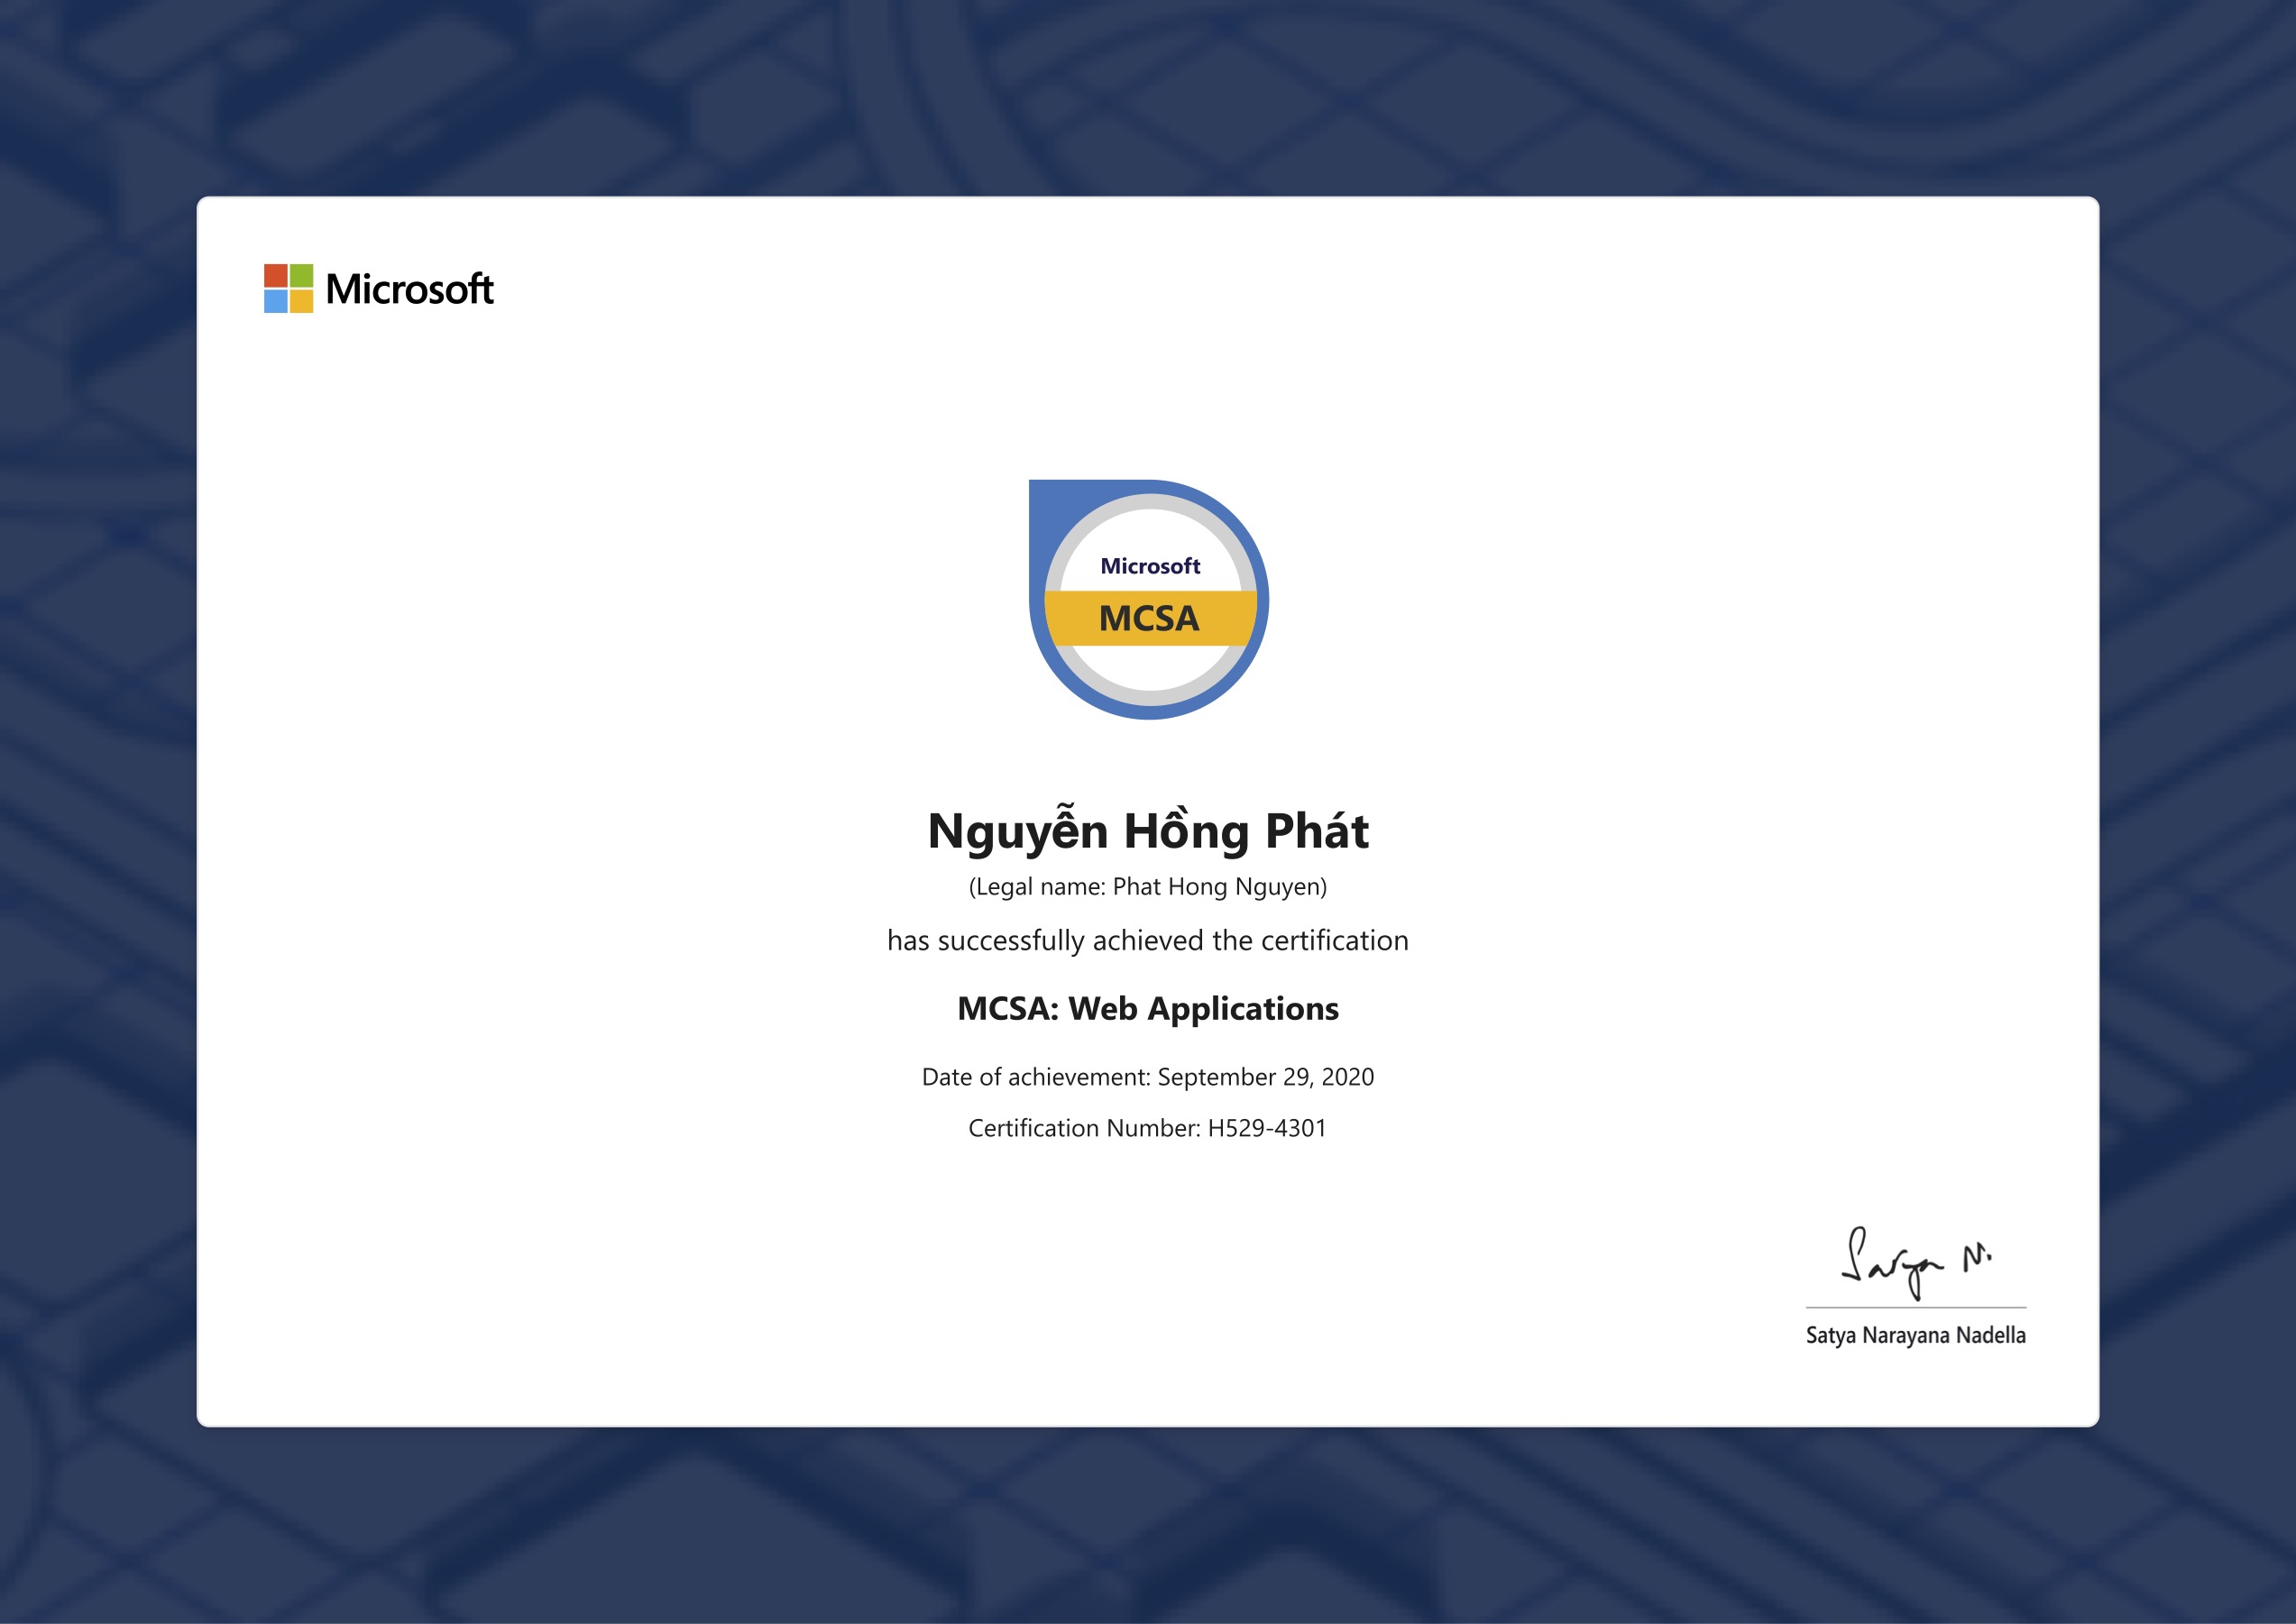 Microsoft
Microsoft
MCSA
Nguyễn Hồng Phát
(Legal name: Phat Hong Nguyen)
has successfully achieved the certification
MCSA: Web Applications
Date of achievement: September 29, 2020
Certification Number: H529-4301
Satya N.
Satya Narayana Nadella